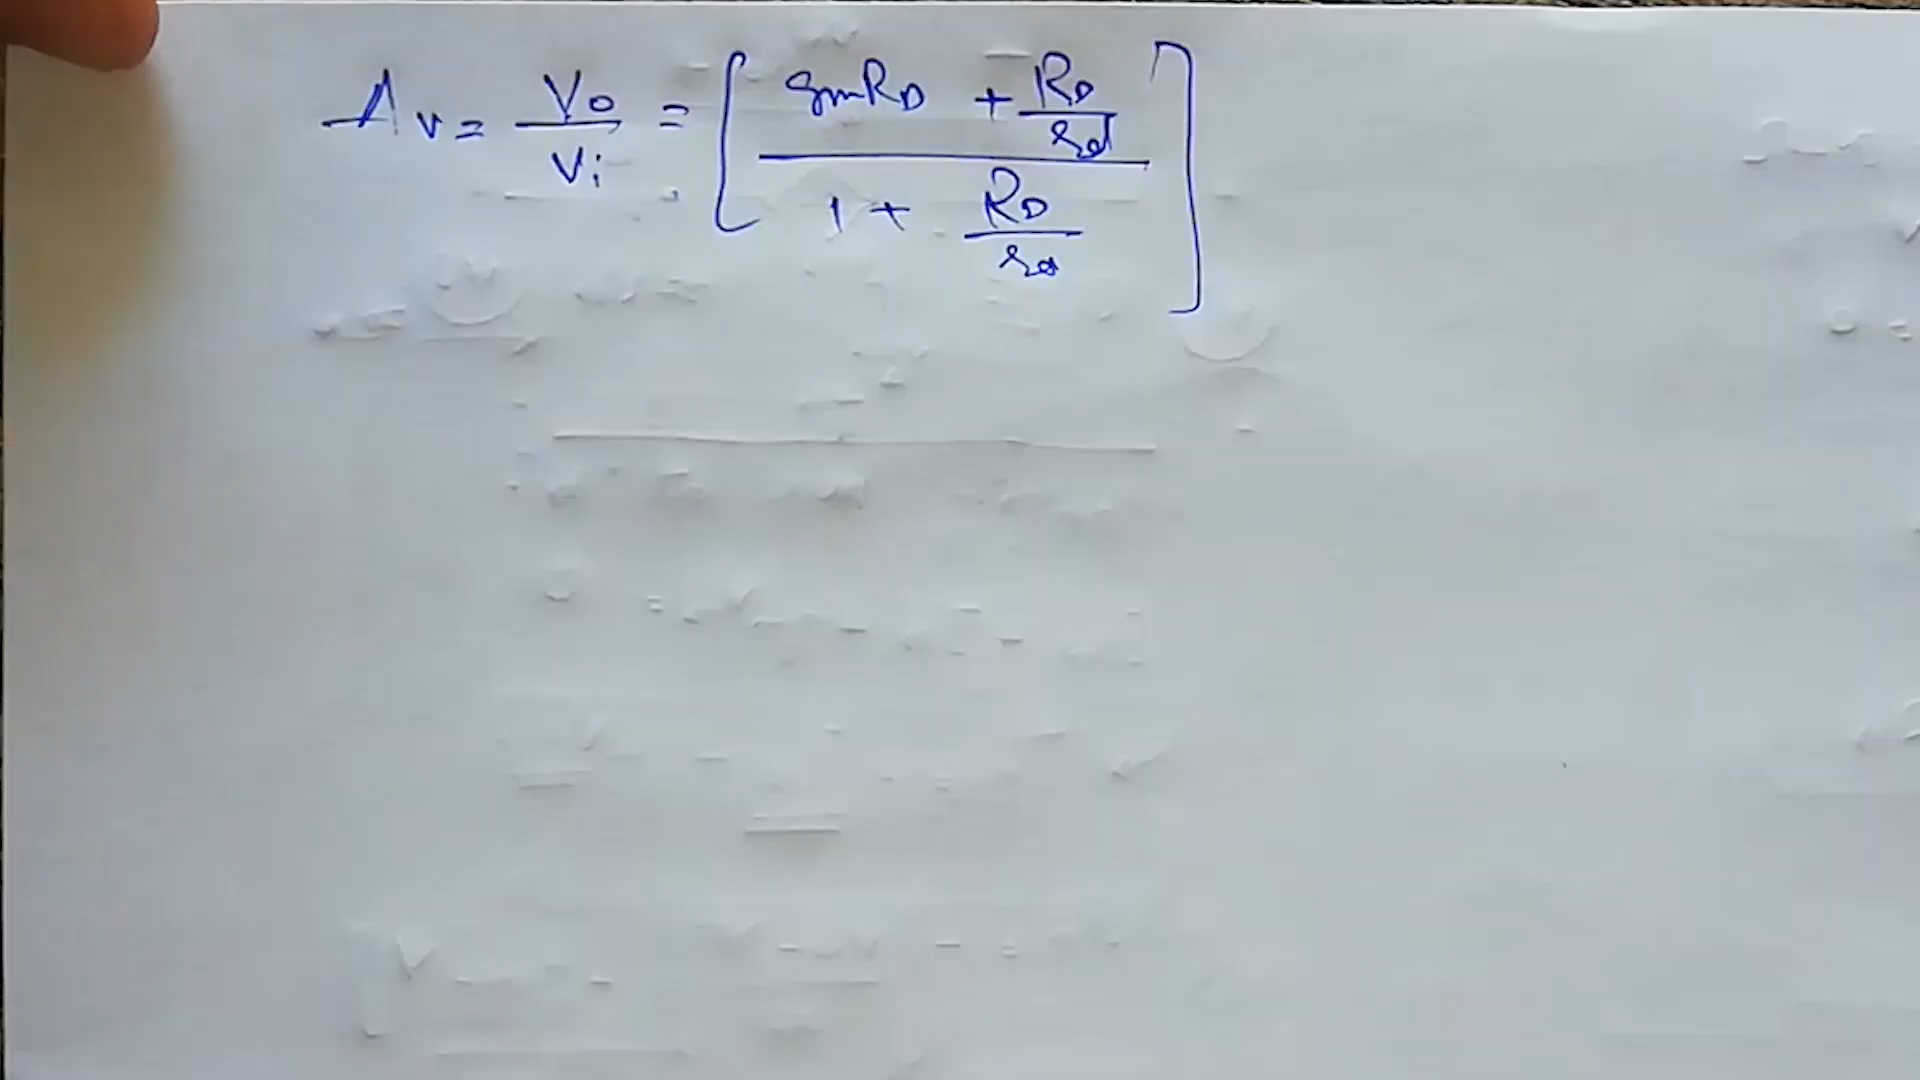 Av = Vo/Vi = [ (gmRD + RD/rd) / (1 + RD/rd) ]